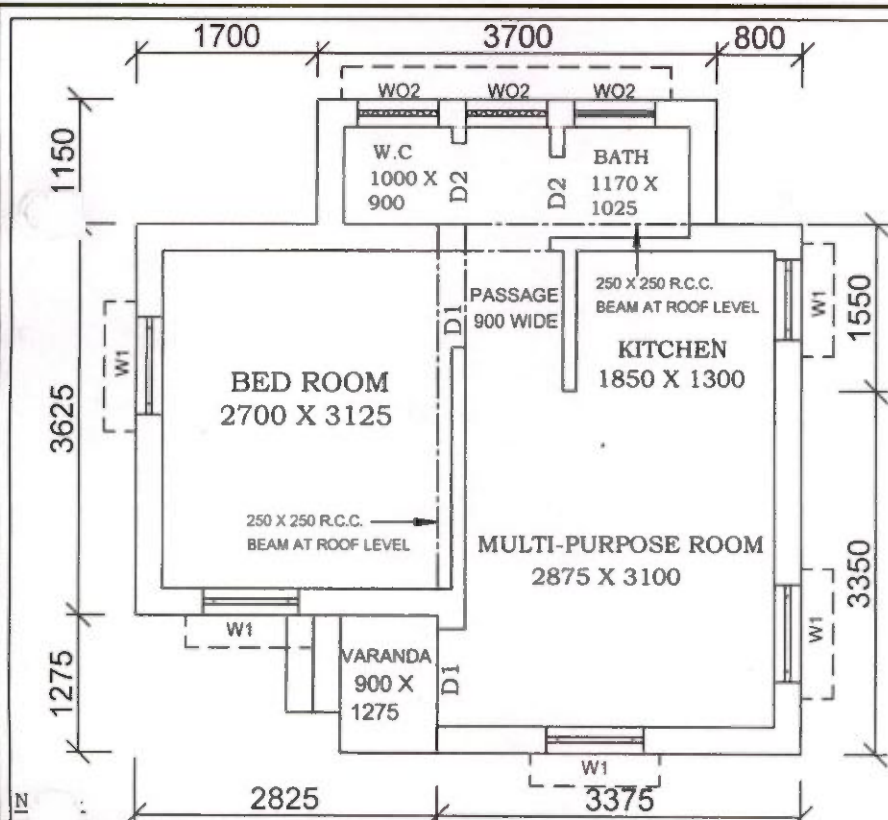 1700
3700
800
WO2
WO2
WO2
1150
W.C
1000 X
900
D2
D2
BATH
1170 X
1025
PASSAGE
900 WIDE
250 X 250 R.C.C.
BEAM AT ROOF LEVEL
W1
1550
D1
KITCHEN
1850 X 1300
W1
BED ROOM
2700 X 3125
3625
250 X 250 R.C.C.
BEAM AT ROOF LEVEL
MULTI-PURPOSE ROOM
2875 X 3100
3350
W1
W1
VARANDA
900 X
1275
D1
1275
W1
N
2825
3375